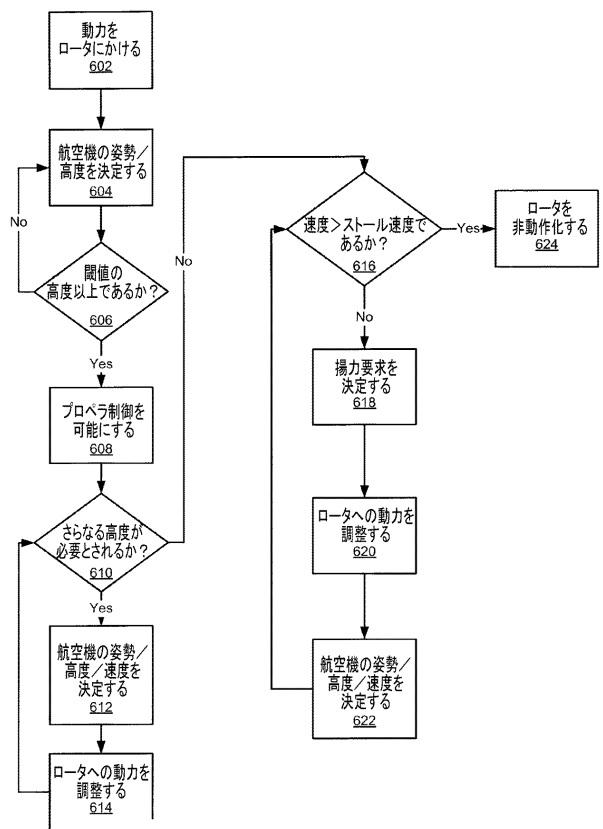 動力を
ロータにかける
602
航空機の姿勢／
高度を決定する
604
No
閾値の
高度以上であるか？
606
Yes
プロペラ制御を
可能にする
608
さらなる高度が
必要とされるか？
610
No
Yes
航空機の姿勢／
高度／速度を
決定する
612
ロータへの動力を
調整する
614
速度＞ストール速度で
あるか？
616
Yes
ロータを
非動作化する
624
No
揚力要求を
決定する
618
ロータへの動力を
調整する
620
航空機の姿勢／
高度／速度を
決定する
622